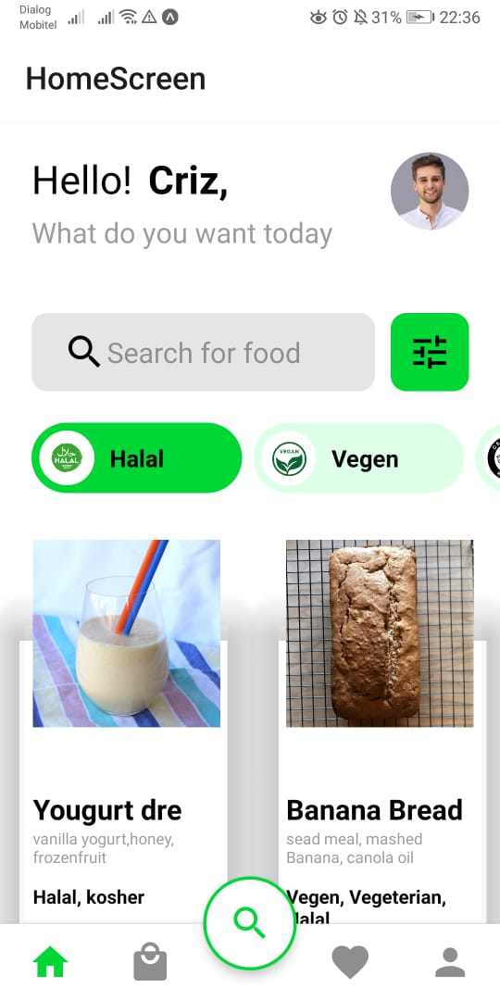 Dialog
Mobitel
31%
22:36
HomeScreen
Hello! Criz,
What do you want today
Search for food
حلال
HALAL
Halal
VEGAN
Vegen
Yougurt dre
Banana Bread
vanilla yogurt,honey,
frozenfruit
sead meal, mashed
Banana, canola oil
Halal, kosher
Vegen, Vegeterian,
Halal